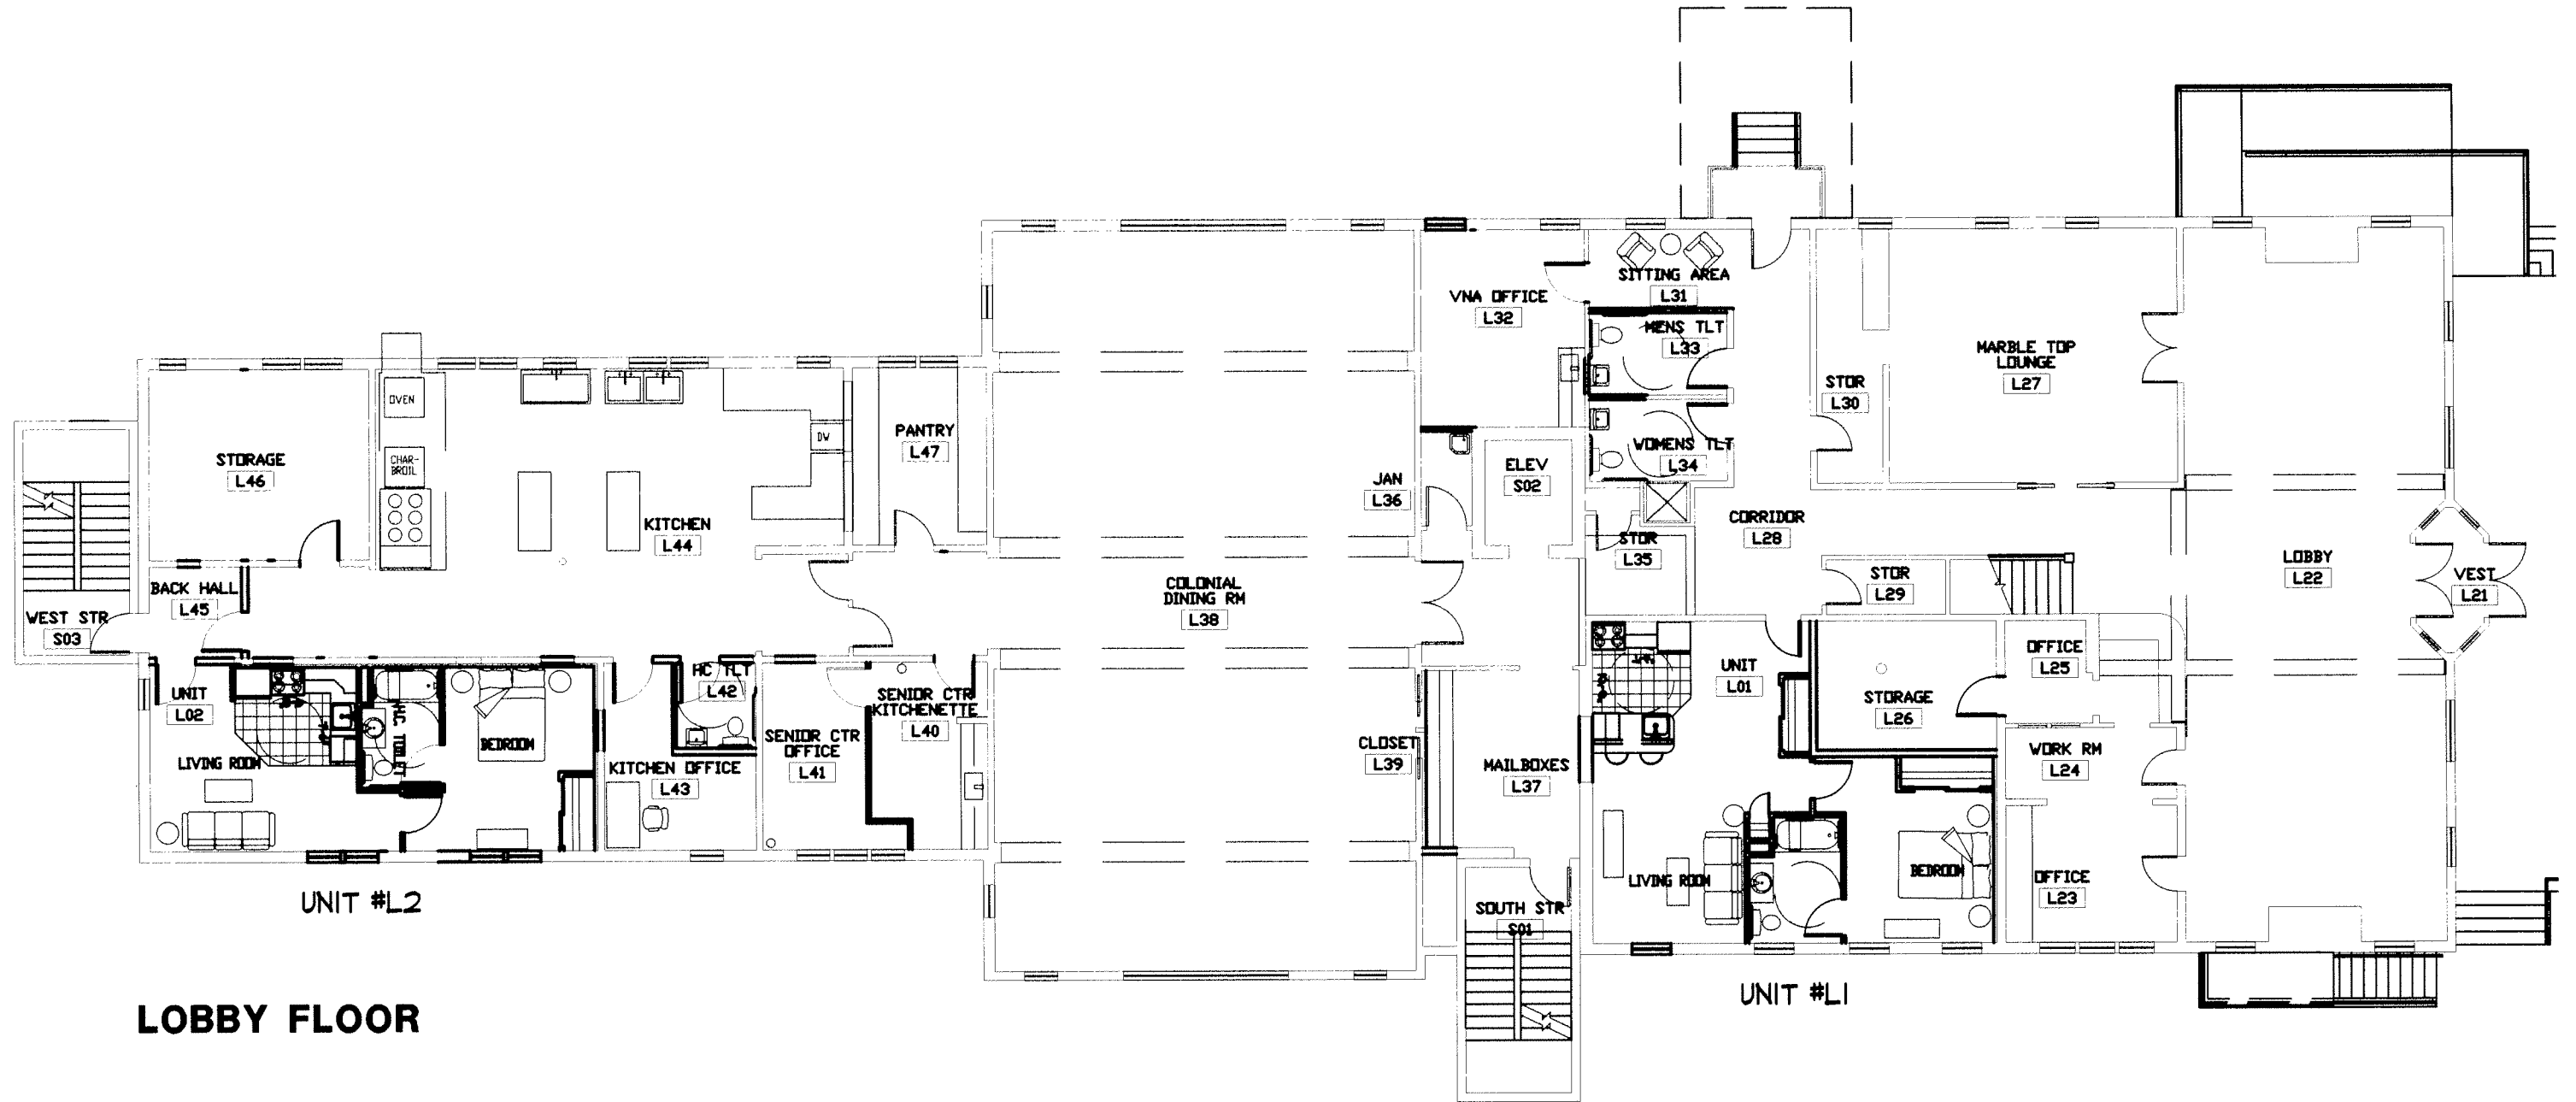 SITTING AREA
L31
VNA OFFICE
L32
MENS TLT
L33
MARBLE TOP
LOUNGE
L27
STOR
L30
OVEN
CHAR-
BROIL
DW
PANTRY
L47
STORAGE
L46
KITCHEN
L44
JAN
L36
ELEV
S02
WOMENS TLT
L34
CORRIDOR
L28
STOR
L35
STOR
L29
LOBBY
L22
VEST
L21
BACK HALL
L45
WEST STR
S03
COLONIAL
DINING RM
L38
UNIT
L02
HC TLT
L42
SENIOR CTR
KITCHENETTE
L40
SENIOR CTR
OFFICE
L41
KITCHEN OFFICE
L43
BEDROOM
H.C. TOILET
LIVING ROOM
CLOSET
L39
MAILBOXES
L37
UNIT
L01
STORAGE
L26
OFFICE
L25
WORK RM
L24
OFFICE
L23
LIVING ROOM
BEDROOM
SOUTH STR
S01
UNIT #L2
UNIT #L1
LOBBY FLOOR